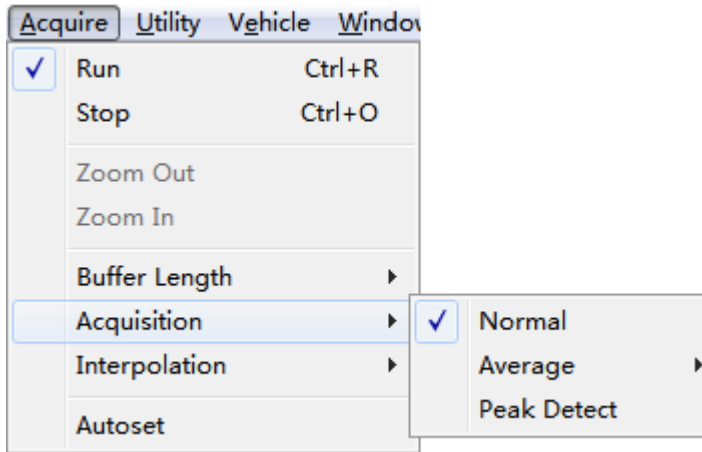 Acquire Utility Vehicle Window
Run Ctrl+R
Stop Ctrl+O
Zoom Out
Zoom In
Buffer Length
Acquisition
Normal
Interpolation
Average
Peak Detect
Autoset